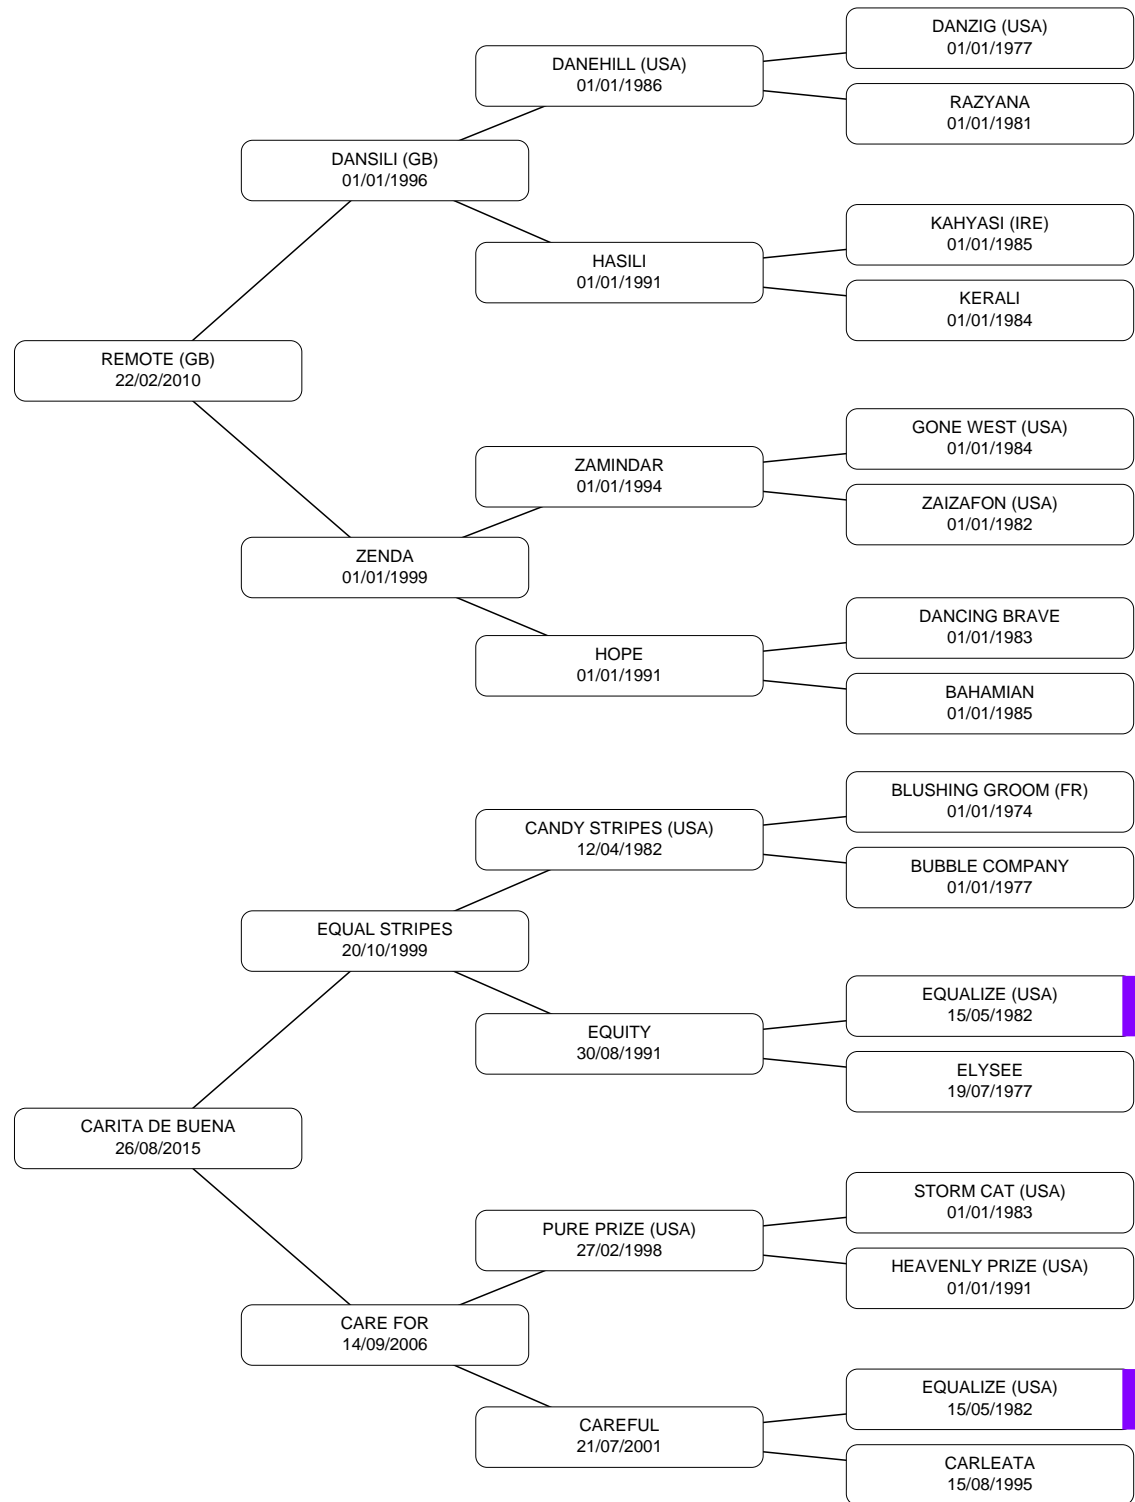 DANZIG (USA)
01/01/1977
DANEHILL (USA)
01/01/1986
RAZYANA
01/01/1981
DANSILI (GB)
01/01/1996
KAHYASI (IRE)
01/01/1985
HASILI
01/01/1991
KERALI
01/01/1984
REMOTE (GB)
22/02/2010
GONE WEST (USA)
01/01/1984
ZAMINDAR
01/01/1994
ZAIZAFON (USA)
01/01/1982
ZENDA
01/01/1999
DANCING BRAVE
01/01/1983
HOPE
01/01/1991
BAHAMIAN
01/01/1985
BLUSHING GROOM (FR)
01/01/1974
CANDY STRIPES (USA)
12/04/1982
BUBBLE COMPANY
01/01/1977
EQUAL STRIPES
20/10/1999
EQUALIZE (USA)
15/05/1982
EQUITY
30/08/1991
ELYSEE
19/07/1977
CARITA DE BUENA
26/08/2015
STORM CAT (USA)
01/01/1983
PURE PRIZE (USA)
27/02/1998
HEAVENLY PRIZE (USA)
01/01/1991
CARE FOR
14/09/2006
EQUALIZE (USA)
15/05/1982
CAREFUL
21/07/2001
CARLEATA
15/08/1995